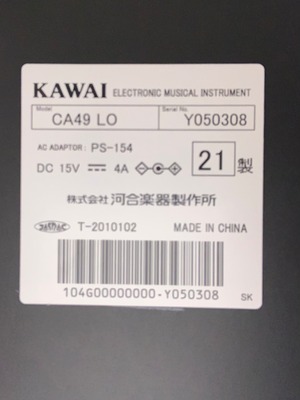 KAWAI ELECTRONIC MUSICAL INSTRUMENT
Model Serial No.
CA49 LO Y050308
AC ADAPTOR: PS-154
DC 15V 4A
21 製
株式会社 河合楽器製作所
T-2010102 MADE IN CHINA
104G00000000-Y050308
SK